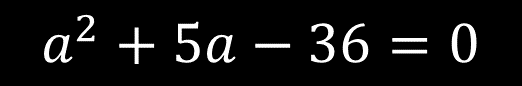 a² + 5a − 36 = 0